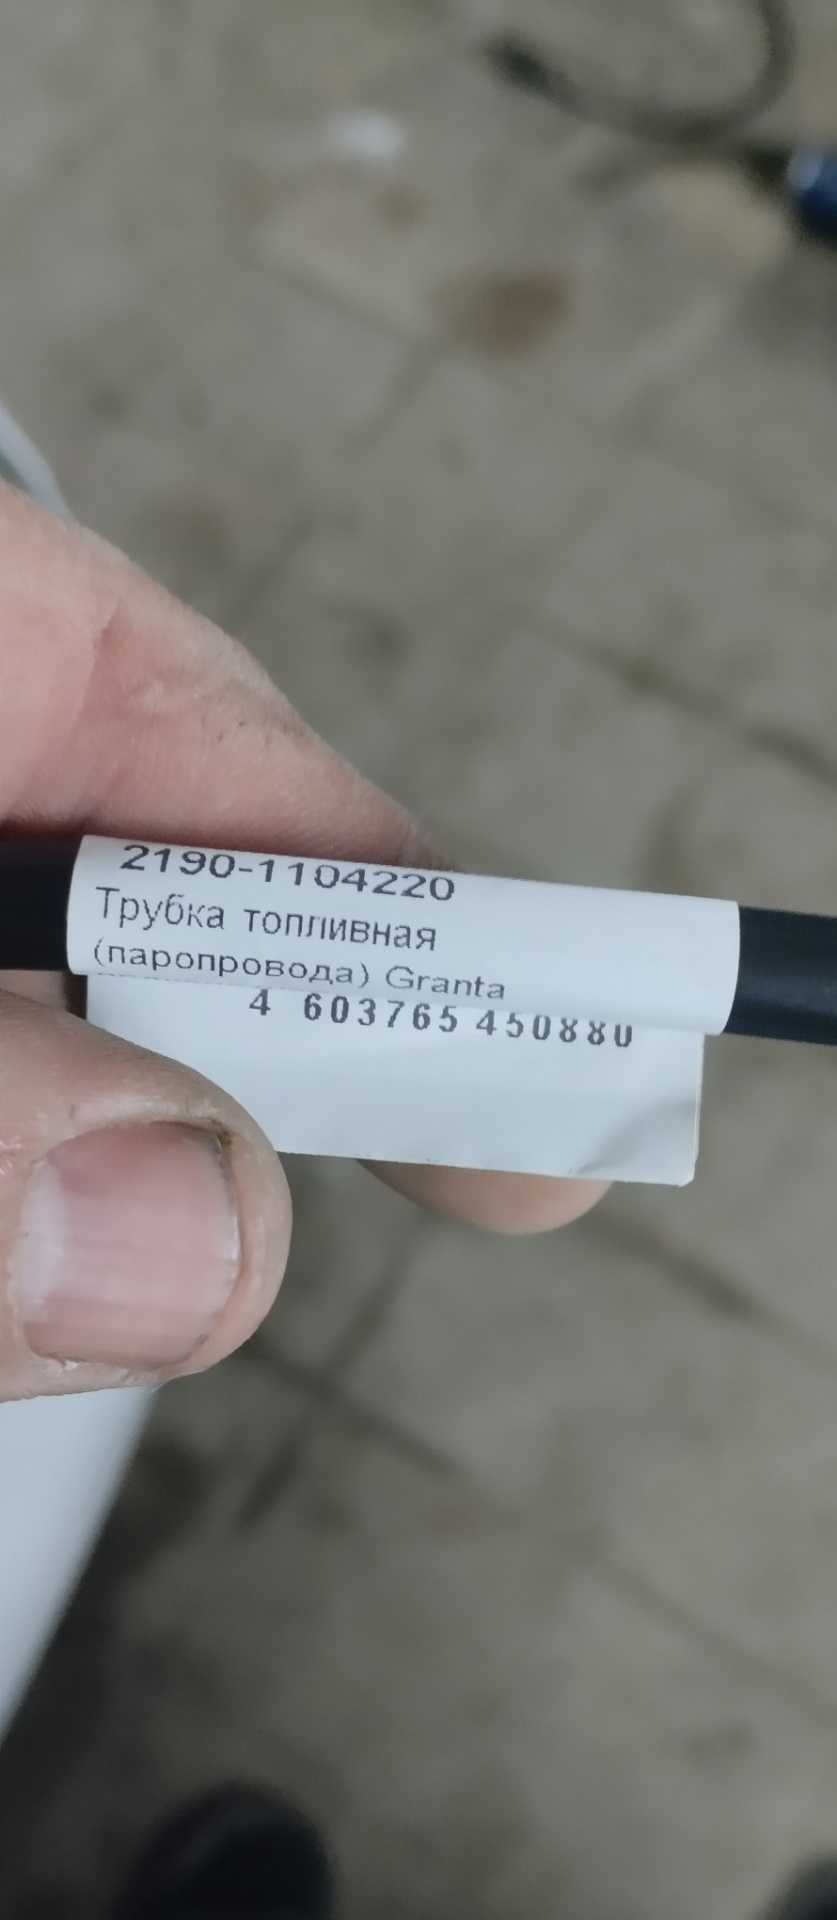 2190-1104220
Трубка топливная
(паропровода) Granta
4 603765 450880